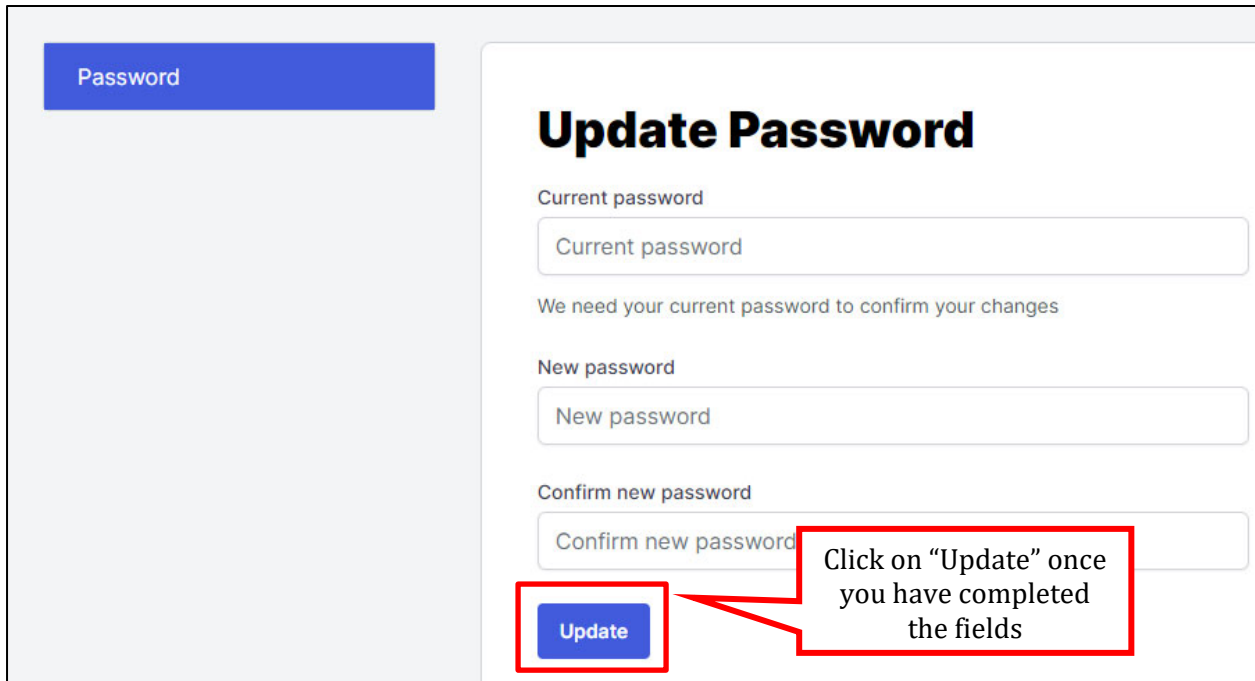 Password
Update Password
Current password
Current password
We need your current password to confirm your changes
New password
New password
Confirm new password
Confirm new password
Click on “Update” once
you have completed
the fields
Update